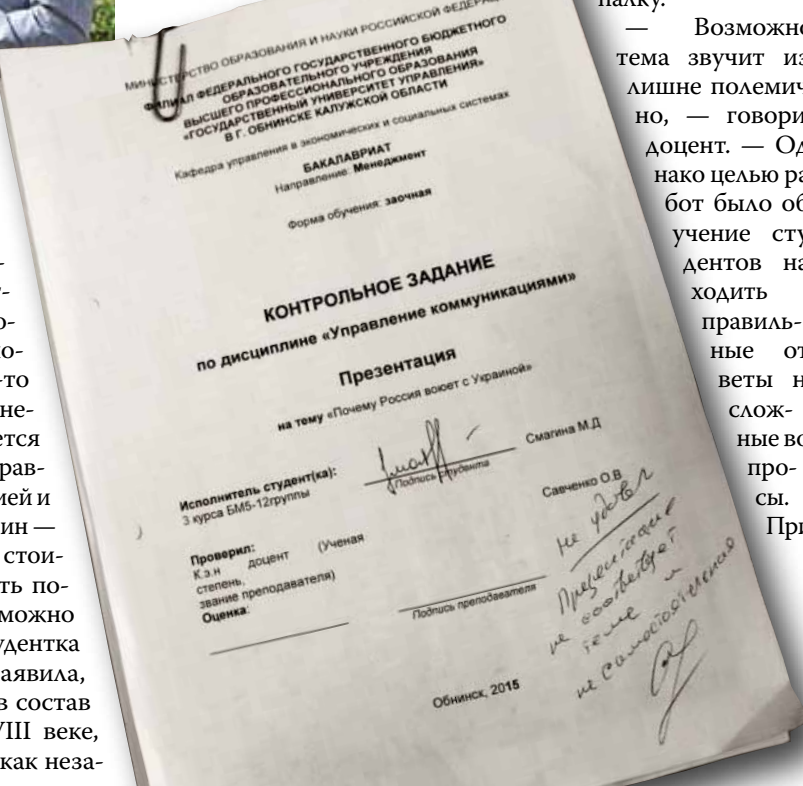 МИНИСТЕРСТВО ОБРАЗОВАНИЯ И НАУКИ РОССИЙСКОЙ
ФИЛИАЛ ФЕДЕРАЛЬНОГО ГОСУДАРСТВЕННОГО БЮДЖЕТНОГО
ОБРАЗОВАТЕЛЬНОГО УЧРЕЖДЕНИЯ
ВЫСШЕГО ПРОФЕССИОНАЛЬНОГО ОБРАЗОВАНИЯ
«ГОСУДАРСТВЕННЫЙ УНИВЕРСИТЕТ УПРАВЛЕНИЯ»
В Г. ОБНИНСКЕ КАЛУЖСКОЙ ОБЛАСТИ
Кафедра управления в экономических и социальных системах
БАКАЛАВРИАТ
Направление: Менеджмент
Форма обучения: заочная
КОНТРОЛЬНОЕ ЗАДАНИЕ
по дисциплине «Управление коммуникациями»
Презентация
на тему «Почему Россия воюет с Украиной»
Исполнитель студент(ка):
3 курса БМ5-12группы
Подпись студента
Смагина М.Д
Проверил:
К.э.н доцент (Ученая
степень,
звание преподавателя)
Савченко О.В
Оценка:
Подпись преподавателя
Не удовл
Презентация
не соответствует
теме и
не самостоятельная
Обнинск, 2015
— Возможно
тема звучит из
лишне полемич
но, — говори
доцент. — Од
нако целью ра
бот было об
учение сту
дентов на
ходить
правиль-
ные от
веты н
слож-
ные во
про-
сы.
При
-то
не-
ется
рав-
ией и
ин —
стои-
ть по-
можно
удентка
аявила,
в состав
VIII веке,
как неза-